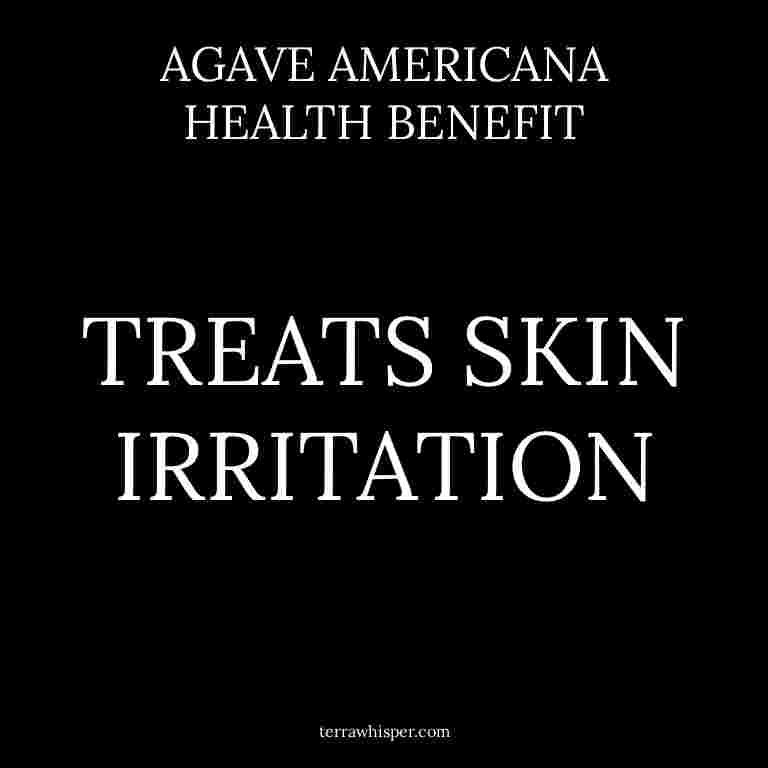 AGAVE AMERICANA
HEALTH BENEFIT
TREATS SKIN
IRRITATION
terrawhisper.com